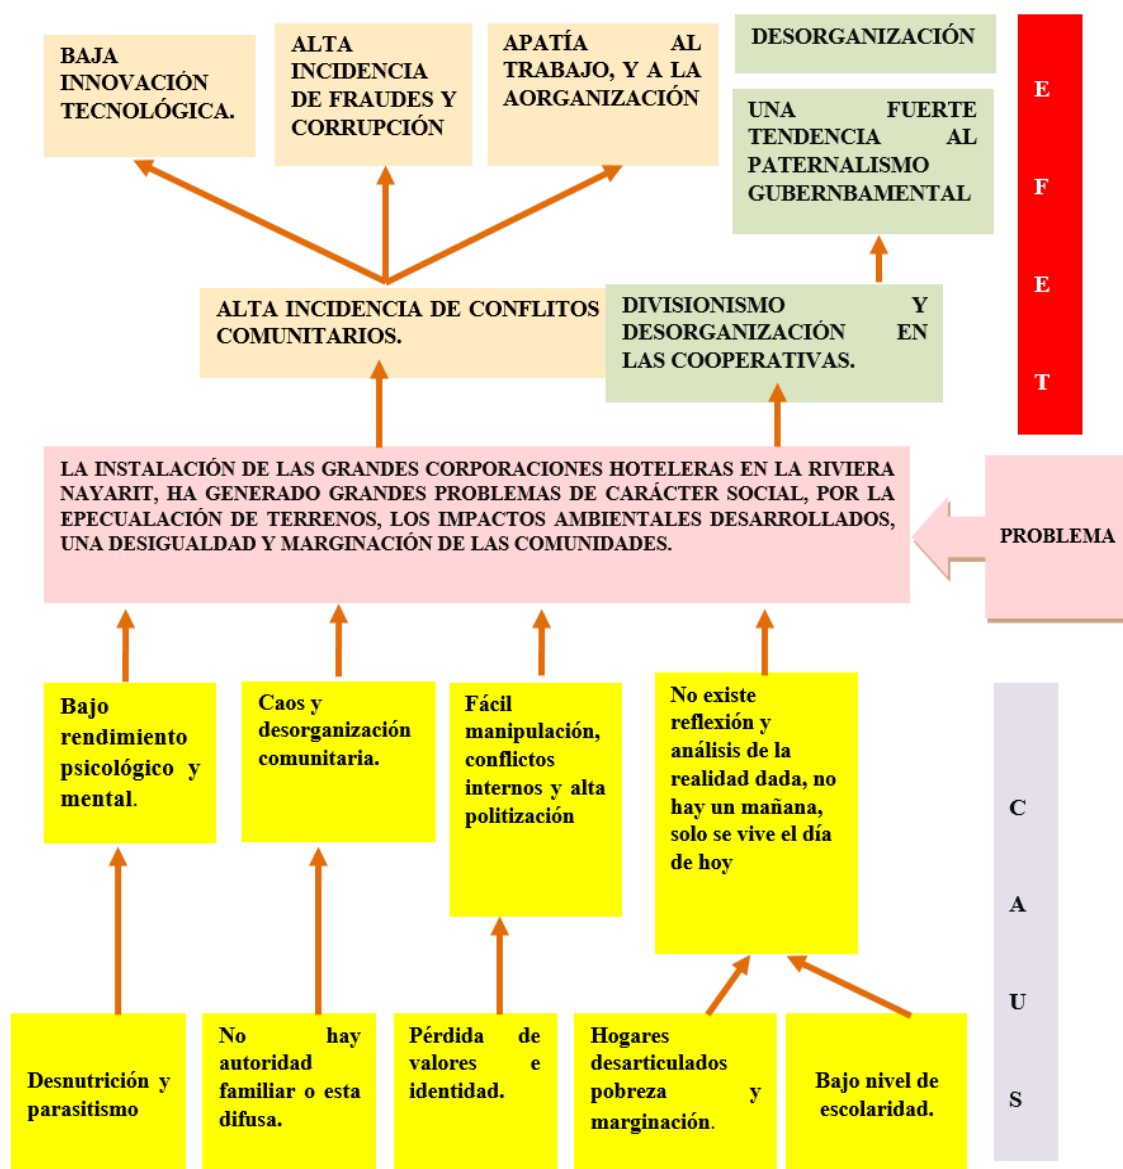 BAJA
INNOVACIÓN
TECNOLÓGICA.
ALTA
INCIDENCIA
DE FRAUDES Y
CORRUPCIÓN
APATÍA AL
TRABAJO, Y A LA
AORGANIZACIÓN
DESORGANIZACIÓN
UNA FUERTE
TENDENCIA AL
PATERNALISMO
GUBERNBAMENTAL
E
F
E
T
ALTA INCIDENCIA DE CONFLITOS
COMUNITARIOS.
DIVISIONISMO Y
DESORGANIZACIÓN EN
LAS COOPERATIVAS.
LA INSTALACIÓN DE LAS GRANDES CORPORACIONES HOTELERAS EN LA RIVIERA
NAYARIT, HA GENERADO GRANDES PROBLEMAS DE CARÁCTER SOCIAL, POR LA
EPECUALACIÓN DE TERRENOS, LOS IMPACTOS AMBIENTALES DESARROLLADOS,
UNA DESIGUALDAD Y MARGINACIÓN DE LAS COMUNIDADES.
PROBLEMA
Bajo
rendimiento
psicológico y
mental.
Caos y
desorganización
comunitaria.
Fácil
manipulación,
conflictos
internos y alta
politización
No existe
reflexión y
análisis de la
realidad dada, no
hay un mañana,
solo se vive el día
de hoy
C
A
U
S
Desnutrición y
parasitismo
No hay
autoridad
familiar o esta
difusa.
Pérdida de
valores e
identidad.
Hogares
desarticulados
pobreza y
marginación.
Bajo nivel de
escolaridad.